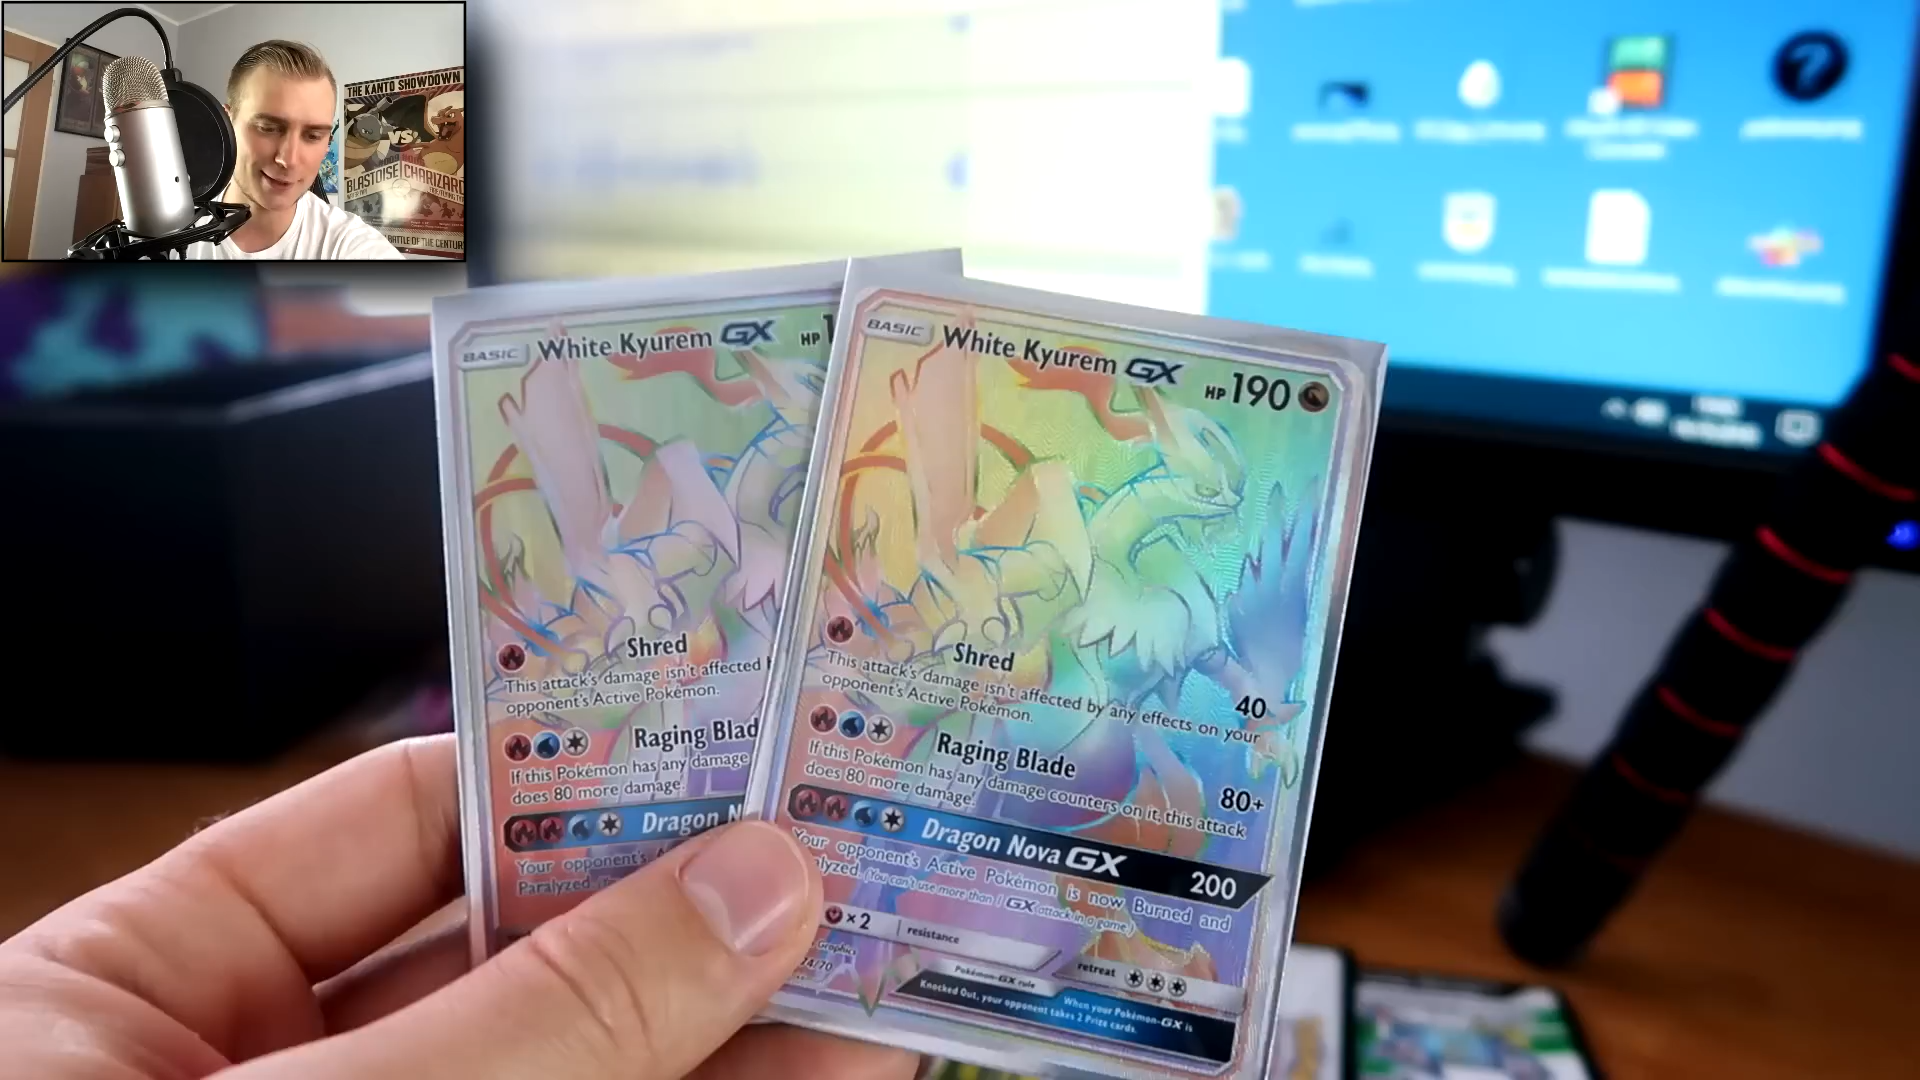 THE KANTO SHOWDOWN
VS
BLASTOISE CHARIZARD
BATTLE OF THE CENTURY
BASIC White Kyurem GX HP 1
Shred
This attack's damage isn't affected
opponent's Active Pokémon.
Raging Blad
If this Pokémon has any damage
does 80 more damage.
Dragon N
Your opponent's
Paralyzed.
BASIC White Kyurem GX HP 190
Shred 40
This attack's damage isn't affected by any effects on your
opponent's Active Pokémon.
Raging Blade 80+
If this Pokémon has any damage counters on it, this attack
does 80 more damage.
Dragon Nova GX 200
Your opponent's Active Pokémon is now Burned and
alyzed. (You can't use more than 1 GX attack in a game.)
×2 resistance
Graphics
74/70
retreat
Pokémon-GX rule
When your Pokémon-GX is
Knocked Out, your opponent takes 2 Prize cards.